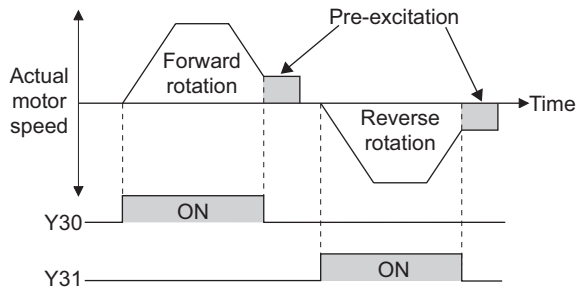 Pre-excitation
Forward
rotation
Actual
motor
speed
Time
Reverse
rotation
ON
Y30
ON
Y31